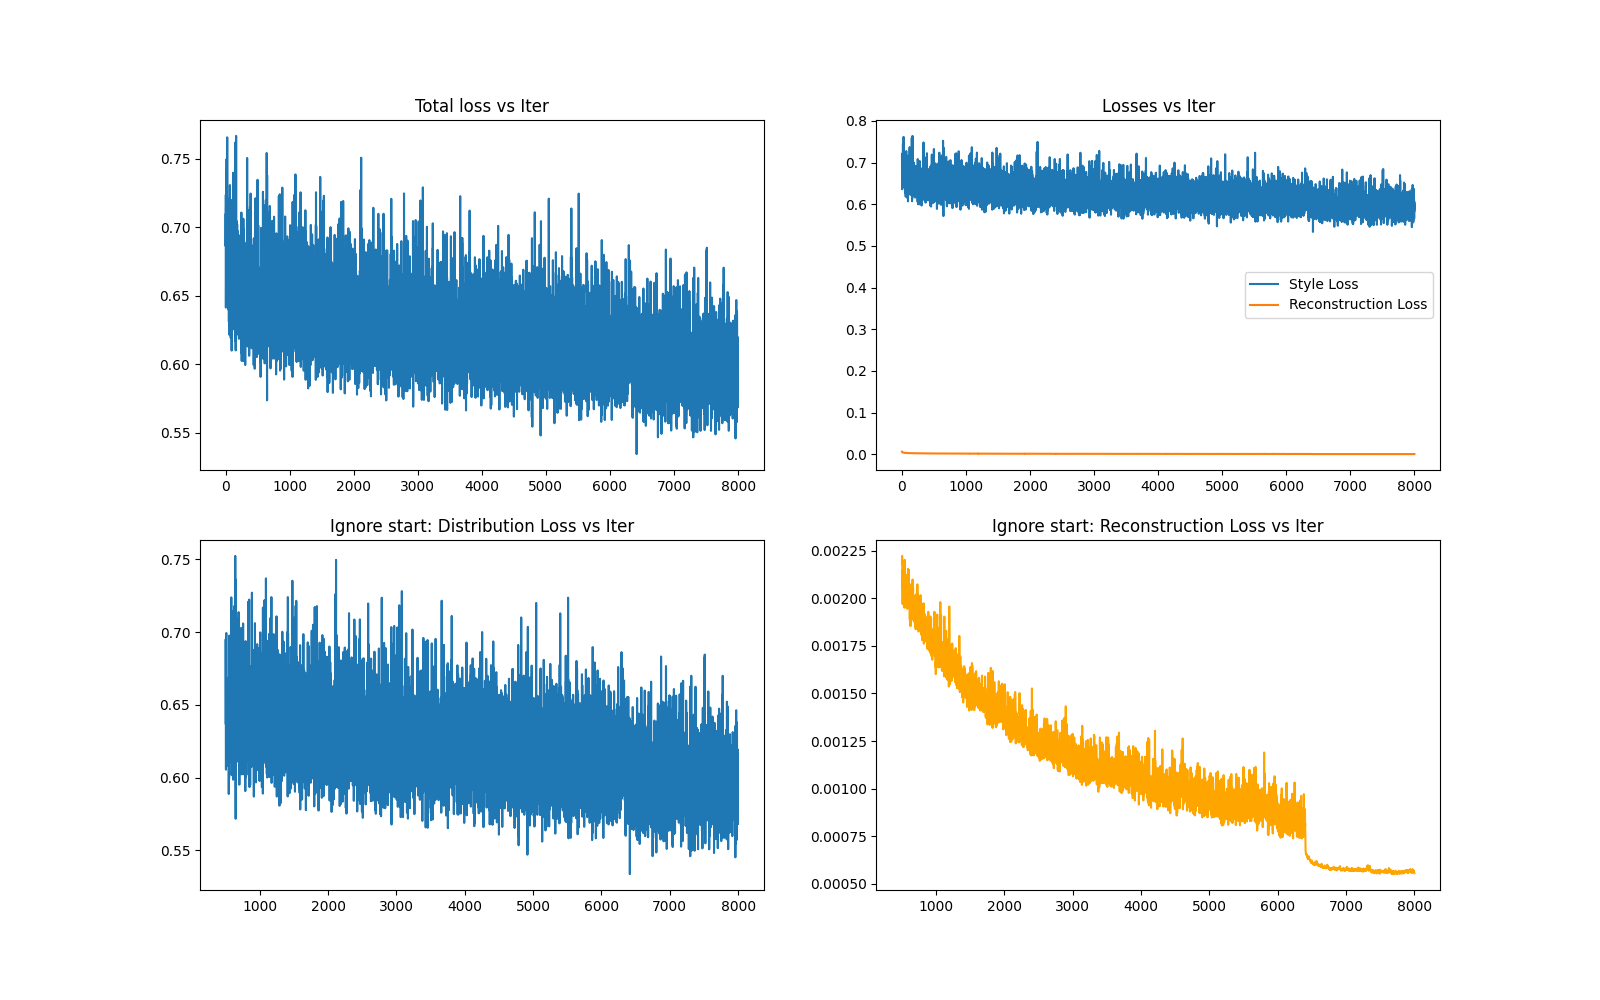 Total loss vs Iter
0.75
0.70
0.65
0.60
0.55
0 1000 2000 3000 4000 5000 6000 7000 8000
Losses vs Iter
0.8
0.7
0.6
0.5
0.4
0.3
0.2
0.1
0.0
Style Loss
Reconstruction Loss
0 1000 2000 3000 4000 5000 6000 7000 8000
Ignore start: Distribution Loss vs Iter
0.75
0.70
0.65
0.60
0.55
1000 2000 3000 4000 5000 6000 7000 8000
Ignore start: Reconstruction Loss vs Iter
0.00225
0.00200
0.00175
0.00150
0.00125
0.00100
0.00075
0.00050
1000 2000 3000 4000 5000 6000 7000 8000